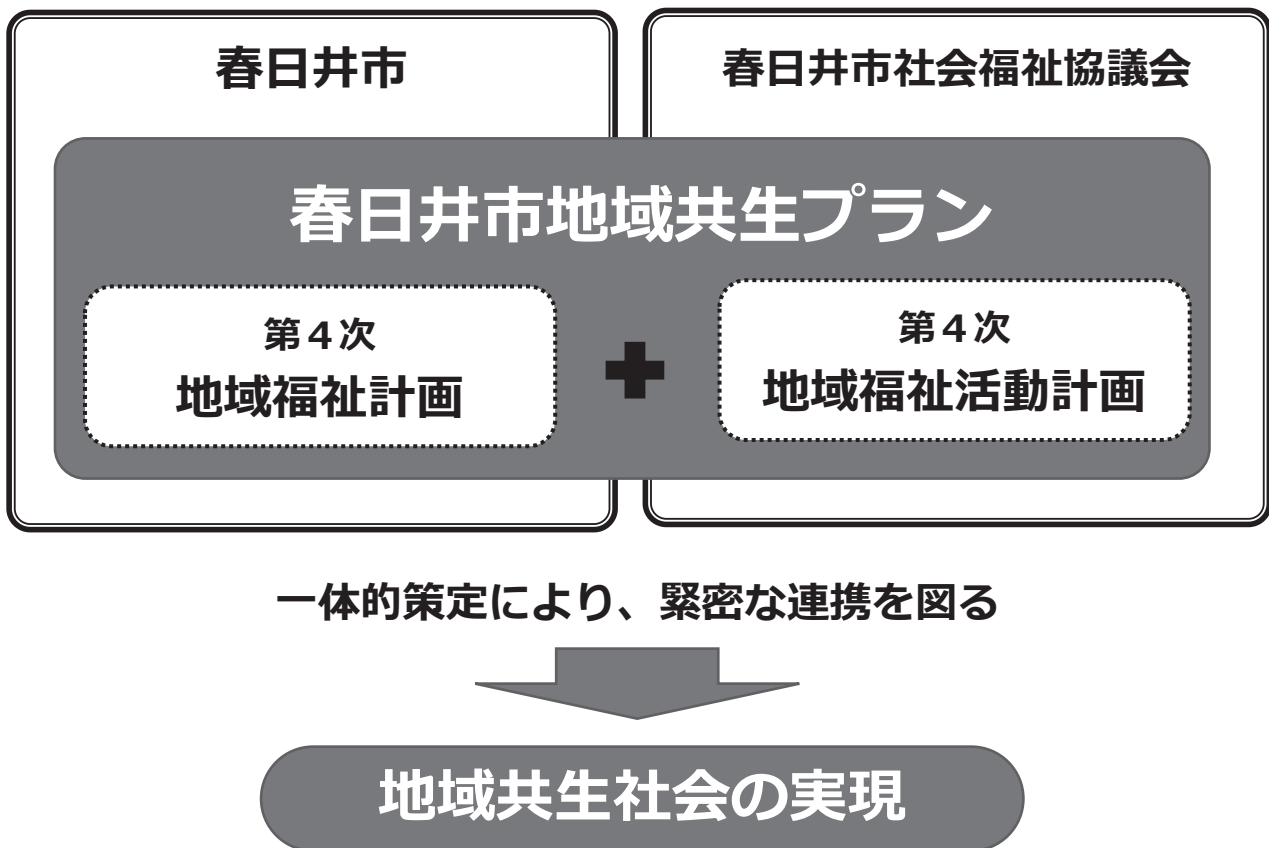 春日井市
春日井市社会福祉協議会
春日井市地域共生プラン
第４次
地域福祉計画
第４次
地域福祉活動計画
一体的策定により、緊密な連携を図る
地域共生社会の実現